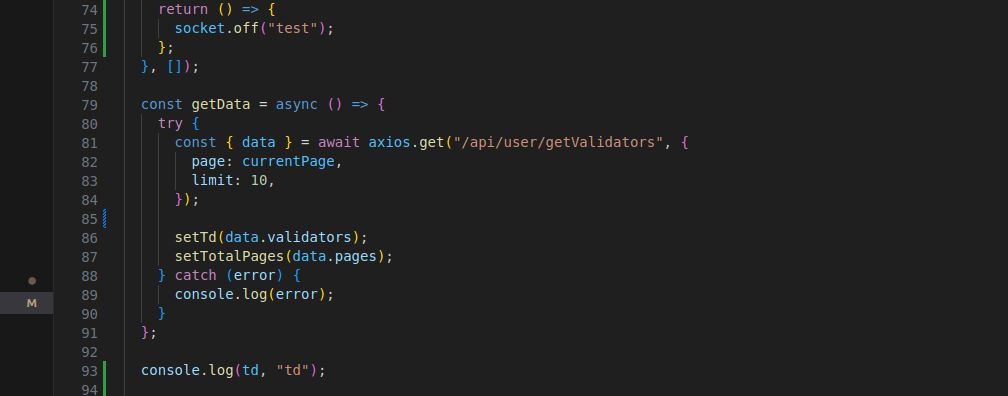 74 return () => {
75 socket.off("test");
76 };
77 }, []);
78
79 const getData = async () => {
80 try {
81 const { data } = await axios.get("/api/user/getValidators", {
82 page: currentPage,
83 limit: 10,
84 });
85
86 setTd(data.validators);
87 setTotalPages(data.pages);
88 } catch (error) {
89 console.log(error);
M
90 }
91 };
92
93 console.log(td, "td");
94